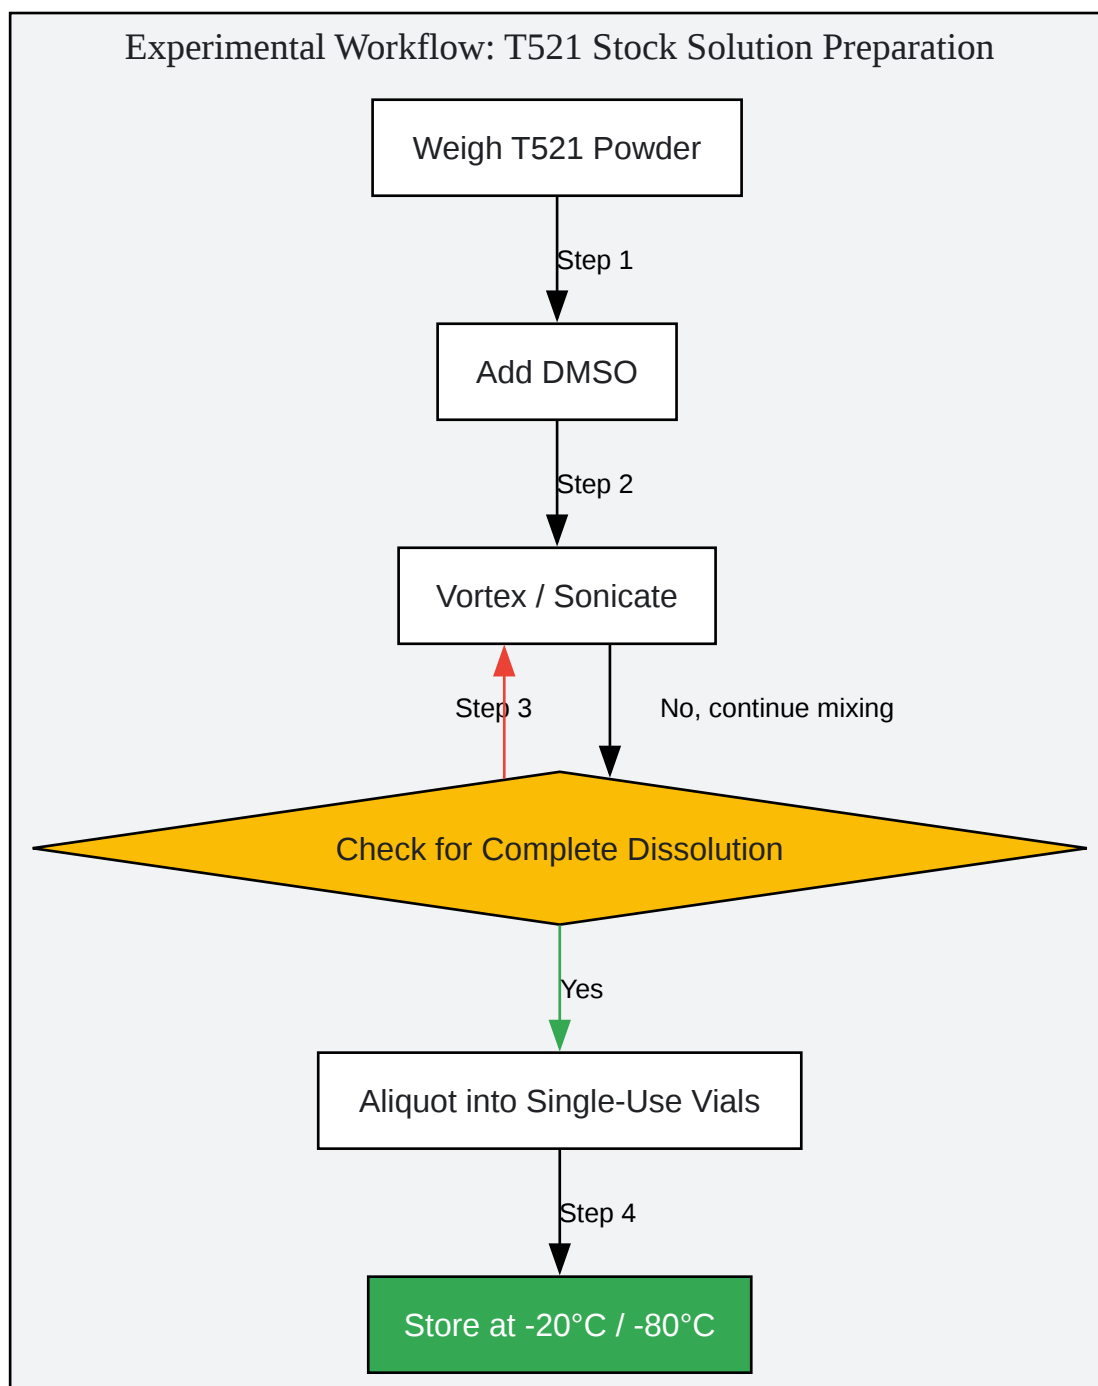 Experimental Workflow: T521 Stock Solution Preparation
Weigh T521 Powder
Step 1
Add DMSO
Step 2
Vortex / Sonicate
Step 3
No, continue mixing
Check for Complete Dissolution
Yes
Aliquot into Single-Use Vials
Step 4
Store at -20°C / -80°C